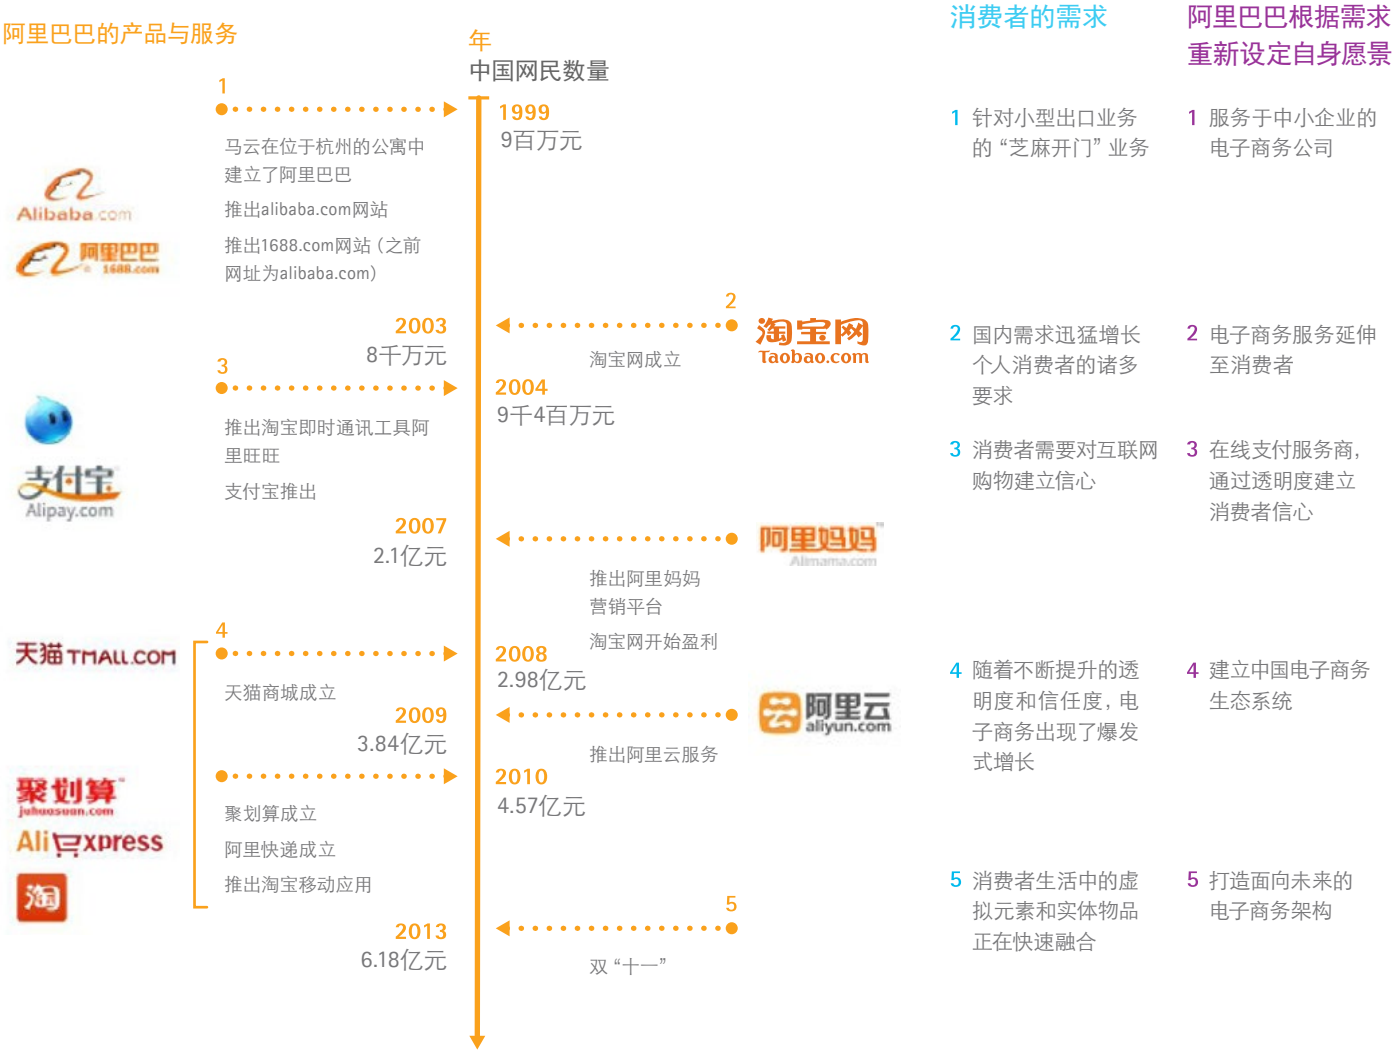 阿里巴巴的产品与服务
年
中国网民数量
消费者的需求
阿里巴巴根据需求
重新设定自身愿景
1
1999
9百万元
马云在位于杭州的公寓中
建立了阿里巴巴
推出alibaba.com网站
推出1688.com网站（之前
网址为alibaba.com）
Alibaba.com
阿里巴巴
1688.com
1 针对小型出口业务
的“芝麻开门”业务
1 服务于中小企业的
电子商务公司
2
2003
8千万元
淘宝网成立
淘宝网
Taobao.com
2 国内需求迅猛增长
个人消费者的诸多
要求
2 电子商务服务延伸
至消费者
3
2004
9千4百万元
推出淘宝即时通讯工具阿
里旺旺
支付宝推出
支付宝
Alipay.com
3 消费者需要对互联网
购物建立信心
3 在线支付服务商，
通过透明度建立
消费者信心
2007
2.1亿元
阿里妈妈™
Alimama.com
推出阿里妈妈
营销平台
淘宝网开始盈利
天猫 TMALL.COM
4
2008
2.98亿元
天猫商城成立
4 随着不断提升的透
明度和信任度，电
子商务出现了爆发
式增长
4 建立中国电子商务
生态系统
2009
3.84亿元
阿里云
aliyun.com
推出阿里云服务
2010
4.57亿元
聚划算
juhuasuan.com
AliExpress
淘
聚划算成立
阿里快递成立
推出淘宝移动应用
5
2013
6.18亿元
双“十一”
5 消费者生活中的虚
拟元素和实体物品
正在快速融合
5 打造面向未来的
电子商务架构